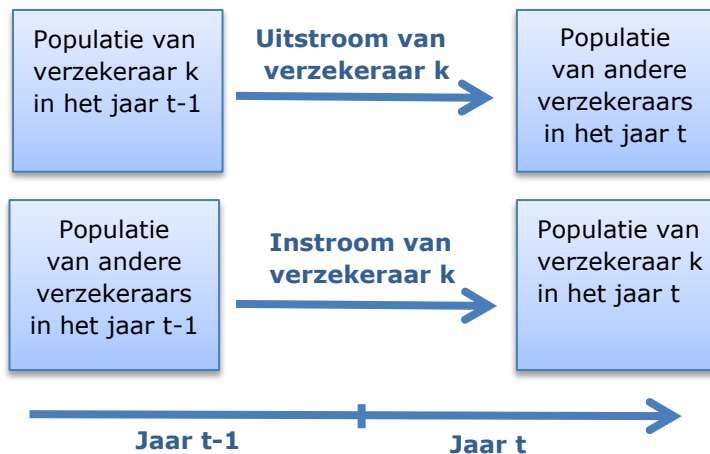 Populatie van
verzekeraar k
in het jaar t-1
Uitstroom van
verzekeraar k
Populatie
van andere
verzekeraars
in het jaar t
Populatie
van andere
verzekeraars
in het jaar t-1
Instroom van
verzekeraar k
Populatie van
verzekeraar k
in het jaar t
Jaar t-1
Jaar t